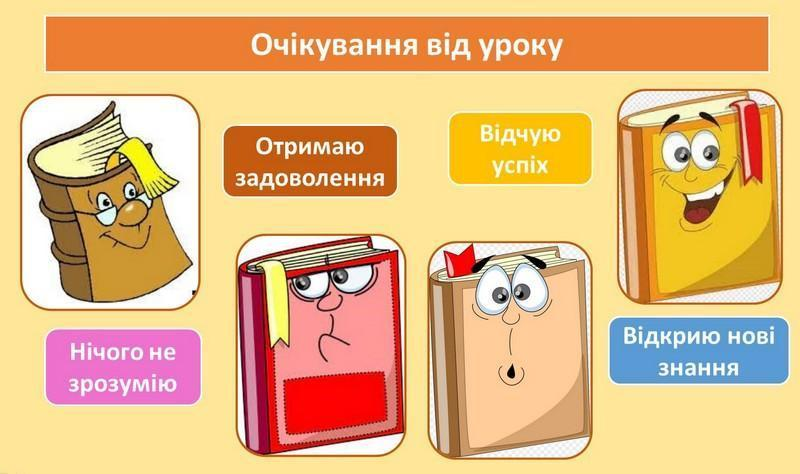 Очікування від уроку
Отримаю
задоволення
Відчую
успіх
Нічого не
зрозумію
Відкрию нові
знання